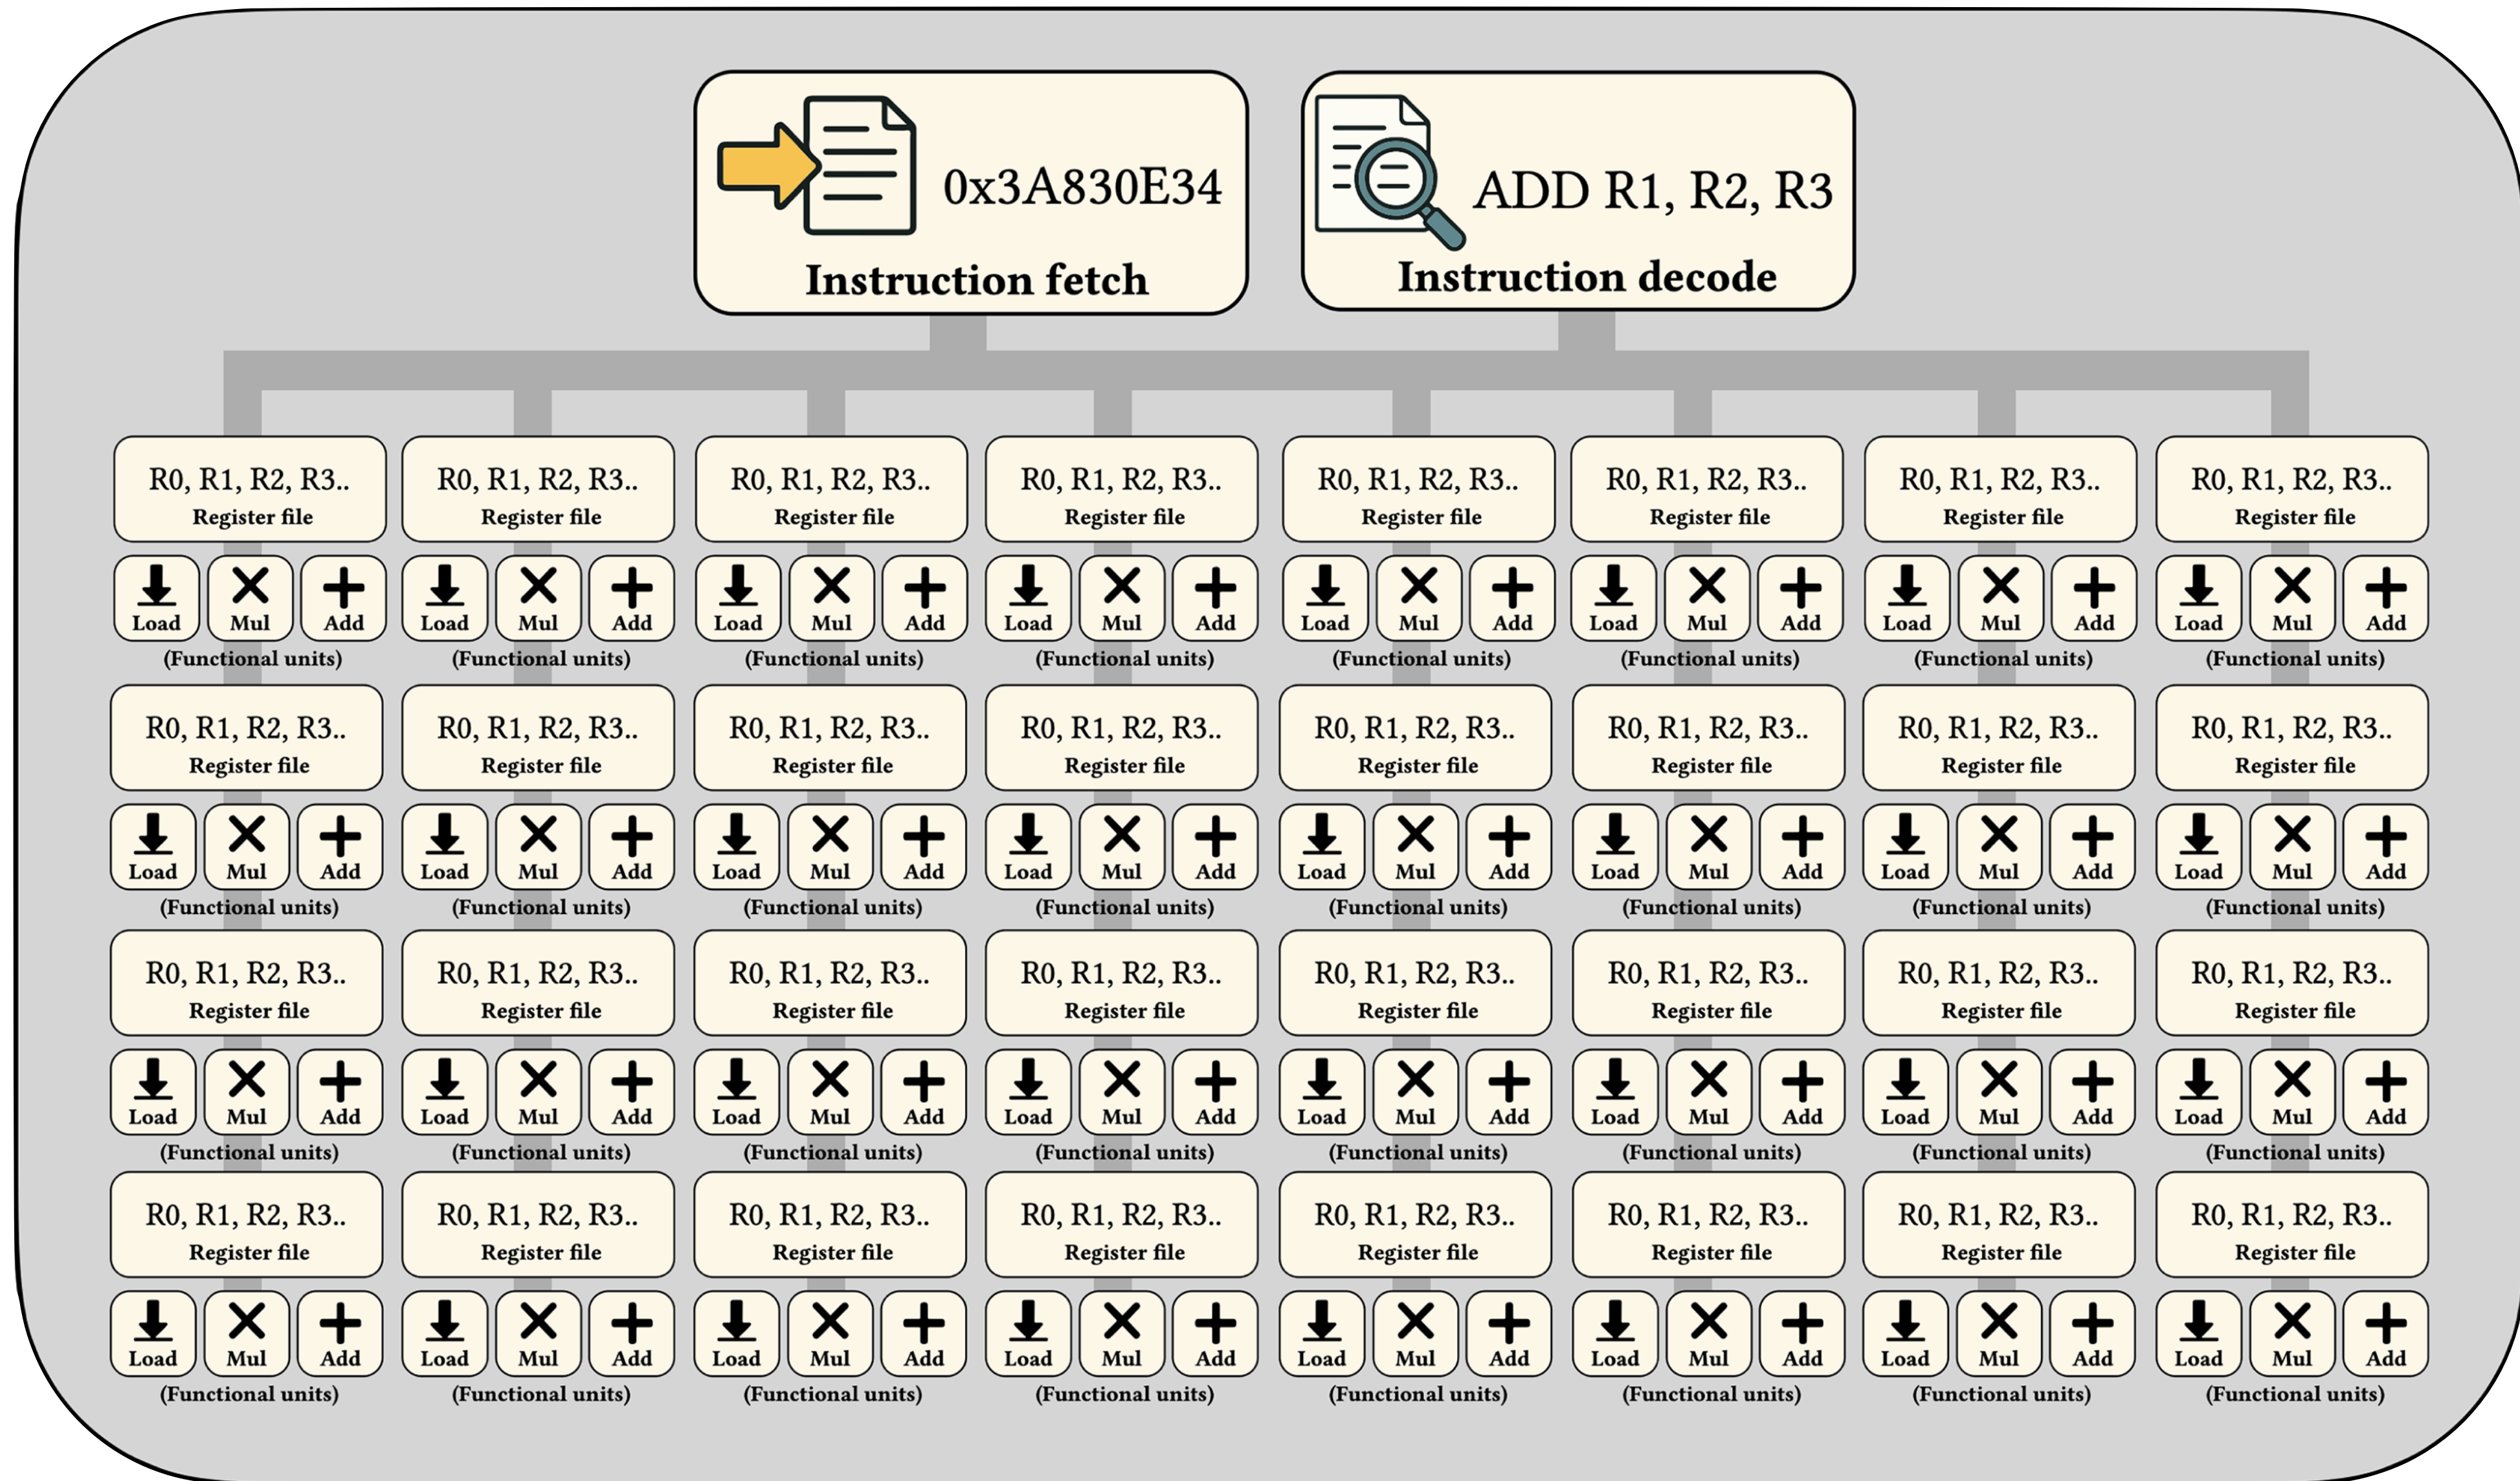 0x3A830E34
ADD R1, R2, R3
Instruction fetch
Instruction decode
R0, R1, R2, R3.. R0, R1, R2, R3.. R0, R1, R2, R3.. R0, R1, R2, R3.. R0, R1, R2, R3.. R0, R1, R2, R3.. R0, R1, R2, R3.. R0, R1, R2, R3..
Register file Register file Register file Register file Register file Register file Register file Register file
Load Mul Add Load Mul Add Load Mul Add Load Mul Add Load Mul Add Load Mul Add Load Mul Add Load Mul Add
(Functional units) (Functional units) (Functional units) (Functional units) (Functional units) (Functional units) (Functional units) (Functional units)
R0, R1, R2, R3.. R0, R1, R2, R3.. R0, R1, R2, R3.. R0, R1, R2, R3.. R0, R1, R2, R3.. R0, R1, R2, R3.. R0, R1, R2, R3.. R0, R1, R2, R3..
Register file Register file Register file Register file Register file Register file Register file Register file
Load Mul Add Load Mul Add Load Mul Add Load Mul Add Load Mul Add Load Mul Add Load Mul Add Load Mul Add
(Functional units) (Functional units) (Functional units) (Functional units) (Functional units) (Functional units) (Functional units) (Functional units)
R0, R1, R2, R3.. R0, R1, R2, R3.. R0, R1, R2, R3.. R0, R1, R2, R3.. R0, R1, R2, R3.. R0, R1, R2, R3.. R0, R1, R2, R3.. R0, R1, R2, R3..
Register file Register file Register file Register file Register file Register file Register file Register file
Load Mul Add Load Mul Add Load Mul Add Load Mul Add Load Mul Add Load Mul Add Load Mul Add Load Mul Add
(Functional units) (Functional units) (Functional units) (Functional units) (Functional units) (Functional units) (Functional units) (Functional units)
R0, R1, R2, R3.. R0, R1, R2, R3.. R0, R1, R2, R3.. R0, R1, R2, R3.. R0, R1, R2, R3.. R0, R1, R2, R3.. R0, R1, R2, R3.. R0, R1, R2, R3..
Register file Register file Register file Register file Register file Register file Register file Register file
Load Mul Add Load Mul Add Load Mul Add Load Mul Add Load Mul Add Load Mul Add Load Mul Add Load Mul Add
(Functional units) (Functional units) (Functional units) (Functional units) (Functional units) (Functional units) (Functional units) (Functional units)